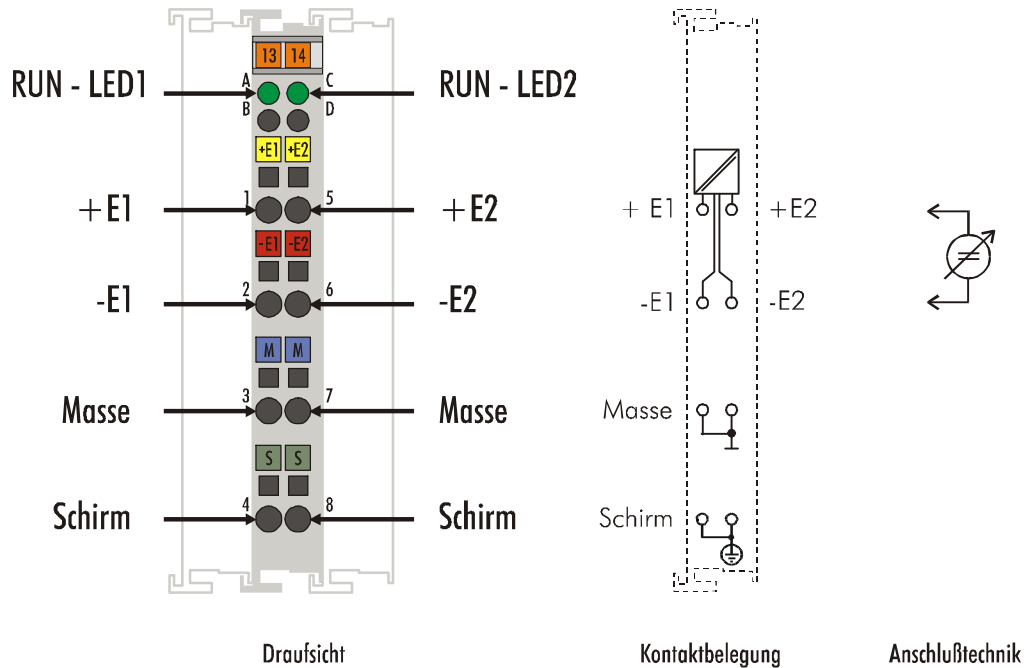 13 14
A C
RUN - LED1 RUN - LED2
B D
+E1 +E2
1 5
+E1 +E2 + E1 +E2
-E1 -E2
2 6
-E1 -E2 -E1 -E2
M M
3 7
Masse Masse Masse
S S
4 8
Schirm Schirm Schirm
Draufsicht Kontaktbelegung Anschlußtechnik